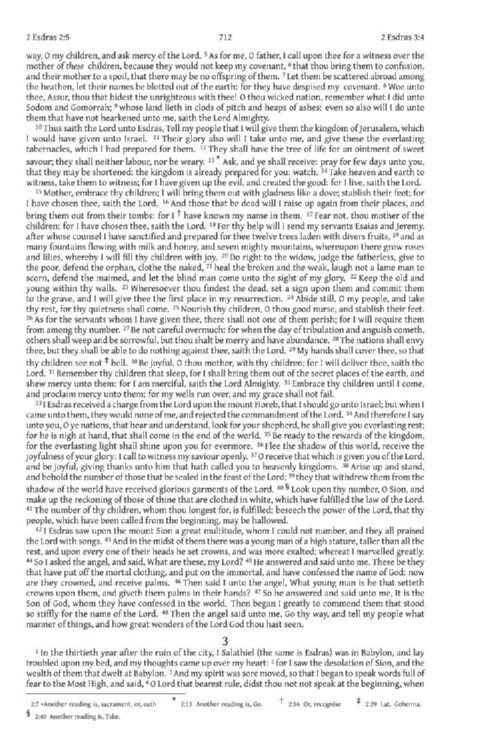 2 Esdras 2:5 712 2 Esdras 3:4
way, O my children, and ask mercy of the Lord. 5 As for me, O father, I call upon thee for a witness over the
mother of these children, because they would not keep my covenant, 6 that thou bring them to confusion,
and their mother to a spoil, that there may be no offspring of them. 7 Let them be scattered abroad among
the heathen, let their names be blotted out of the earth: for they have despised my covenant. 8 Woe unto
thee, Assur, thou that hidest the unrighteous with thee! O thou wicked nation, remember what I did unto
Sodom and Gomorrah; 9 whose land lieth in clods of pitch and heaps of ashes: even so also will I do unto
them that have not hearkened unto me, saith the Lord Almighty.
10 Thus saith the Lord unto Esdras, Tell my people that I will give them the kingdom of Jerusalem, which
I would have given unto Israel. 11 Their glory also will I take unto me, and give these the everlasting
tabernacles, which I had prepared for them. 12 They shall have the tree of life for an ointment of sweet
savour; they shall neither labour, nor be weary. 13 * Ask, and ye shall receive: pray for few days unto you,
that they may be shortened: the kingdom is already prepared for you: watch. 14 Take heaven and earth to
witness, take them to witness; for I have given up the evil, and created the good: for I live, saith the Lord.
15 Mother, embrace thy children; I will bring them out with gladness like a dove; stablish their feet; for
I have chosen thee, saith the Lord. 16 And those that be dead will I raise up again from their places, and
bring them out from their tombs: for I † have known my name in them. 17 Fear not, thou mother of the
children: for I have chosen thee, saith the Lord. 18 For thy help will I send my servants Esaias and Jeremy,
after whose counsel I have sanctified and prepared for thee twelve trees laden with divers fruits, 19 and as
many fountains flowing with milk and honey, and seven mighty mountains, whereupon there grow roses
and lilies, whereby I will fill thy children with joy. 20 Do right to the widow, judge the fatherless, give to
the poor, defend the orphan, clothe the naked, 21 heal the broken and the weak, laugh not a lame man to
scorn, defend the maimed, and let the blind man come unto the sight of my glory. 22 Keep the old and
young within thy walls. 23 Wheresoever thou findest the dead, set a sign upon them and commit them
to the grave, and I will give thee the first place in my resurrection. 24 Abide still, O my people, and take
thy rest, for thy quietness shall come. 25 Nourish thy children, O thou good nurse, and stablish their feet.
26 As for the servants whom I have given thee, there shall not one of them perish; for I will require them
from among thy number. 27 Be not careful overmuch: for when the day of tribulation and anguish cometh,
others shall weep and be sorrowful, but thou shalt be merry and have abundance. 28 The nations shall envy
thee, but they shall be able to do nothing against thee, saith the Lord. 29 My hands shall cover thee, so that
thy children see not ‡ hell. 30 Be joyful, O thou mother, with thy children; for I will deliver thee, saith the
Lord. 31 Remember thy children that sleep, for I shall bring them out of the secret places of the earth, and
shew mercy unto them: for I am merciful, saith the Lord Almighty. 32 Embrace thy children until I come,
and proclaim mercy unto them: for my wells run over, and my grace shall not fail.
33 I Esdras received a charge from the Lord upon the mount Horeb, that I should go unto Israel; but when I
came unto them, they would none of me, and rejected the commandment of the Lord. 34 And therefore I say
unto you, O ye nations, that hear and understand, look for your shepherd, he shall give you everlasting rest;
for he is nigh at hand, that shall come in the end of the world. 35 Be ready to the rewards of the kingdom,
for the everlasting light shall shine upon you for evermore. 36 Flee the shadow of this world, receive the
joyfulness of your glory: I call to witness my saviour openly. 37 O receive that which is given you of the Lord,
and be joyful, giving thanks unto him that hath called you to heavenly kingdoms. 38 Arise up and stand,
and behold the number of those that be sealed in the feast of the Lord; 39 they that withdrew them from the
shadow of the world have received glorious garments of the Lord. 40 § Look upon thy number, O Sion, and
make up the reckoning of those of thine that are clothed in white, which have fulfilled the law of the Lord.
41 The number of thy children, whom thou longest for, is fulfilled: beseech the power of the Lord, that thy
people, which have been called from the beginning, may be hallowed.
42 I Esdras saw upon the mount Sion a great multitude, whom I could not number, and they all praised
the Lord with songs. 43 And in the midst of them there was a young man of a high stature, taller than all the
rest, and upon every one of their heads he set crowns, and was more exalted; whereat I marvelled greatly.
44 So I asked the angel, and said, What are these, my Lord? 45 He answered and said unto me, These be they
that have put off the mortal clothing, and put on the immortal, and have confessed the name of God: now
are they crowned, and receive palms. 46 Then said I unto the angel, What young man is he that setteth
crowns upon them, and giveth them palms in their hands? 47 So he answered and said unto me, It is the
Son of God, whom they have confessed in the world. Then began I greatly to commend them that stood
so stiffly for the name of the Lord. 48 Then the angel said unto me, Go thy way, and tell my people what
manner of things, and how great wonders of the Lord God thou hast seen.
3
1 In the thirtieth year after the ruin of the city, I Salathiel (the same is Esdras) was in Babylon, and lay
troubled upon my bed, and my thoughts came up over my heart: 2 for I saw the desolation of Sion, and the
wealth of them that dwelt at Babylon. 3 And my spirit was sore moved, so that I began to speak words full of
fear to the Most High, and said, 4 O Lord that bearest rule, didst thou not speak at the beginning, when
2:7 *Another reading is, sacrament, or, oath * 2:13 Another reading is, Go. † 2:16 Or, recognise ‡ 2:29 Lat. Gehenna.
§ 2:40 Another reading is, Take.